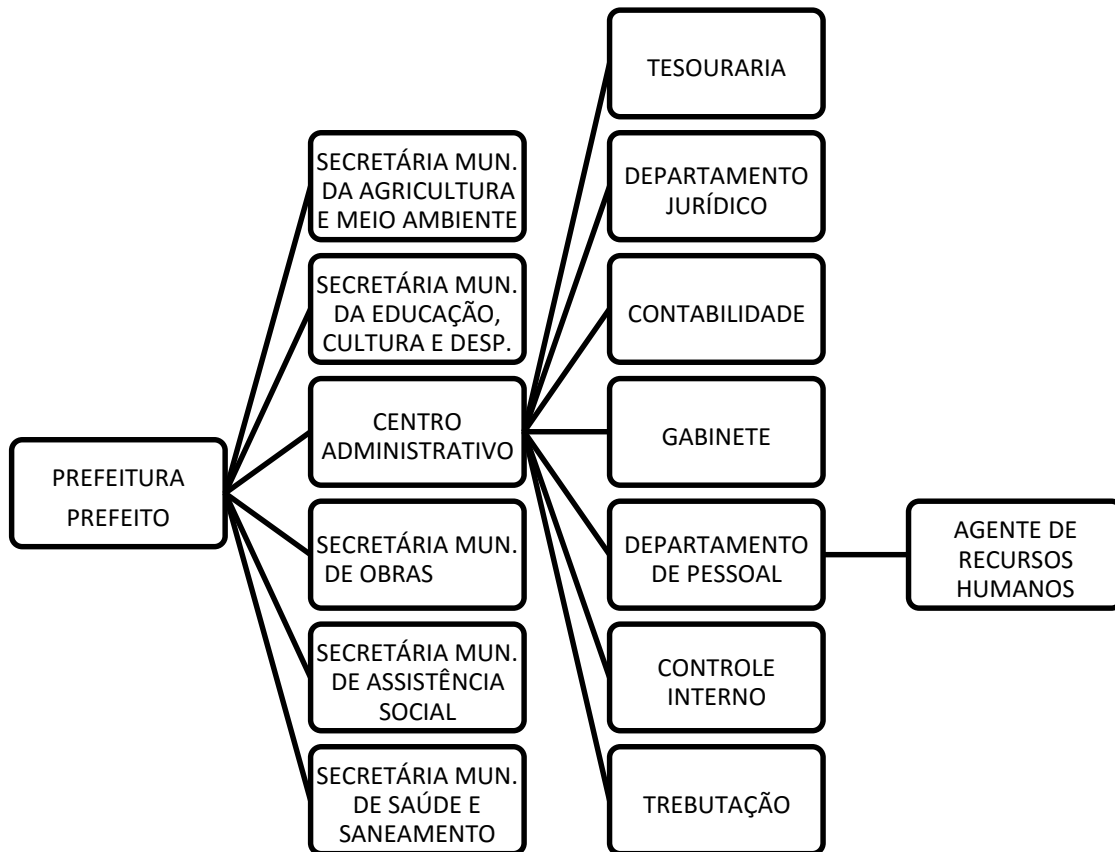 PREFEITURA
PREFEITO
SECRETÁRIA MUN.
DA AGRICULTURA
E MEIO AMBIENTE
SECRETÁRIA MUN.
DA EDUCAÇÃO,
CULTURA E DESP.
CENTRO
ADMINISTRATIVO
SECRETÁRIA MUN.
DE OBRAS
SECRETÁRIA MUN.
DE ASSISTÊNCIA
SOCIAL
SECRETÁRIA MUN.
DE SAÚDE E
SANEAMENTO
TESOURARIA
DEPARTAMENTO
JURÍDICO
CONTABILIDADE
GABINETE
DEPARTAMENTO
DE PESSOAL
CONTROLE
INTERNO
TREBUTAÇÃO
AGENTE DE
RECURSOS
HUMANOS